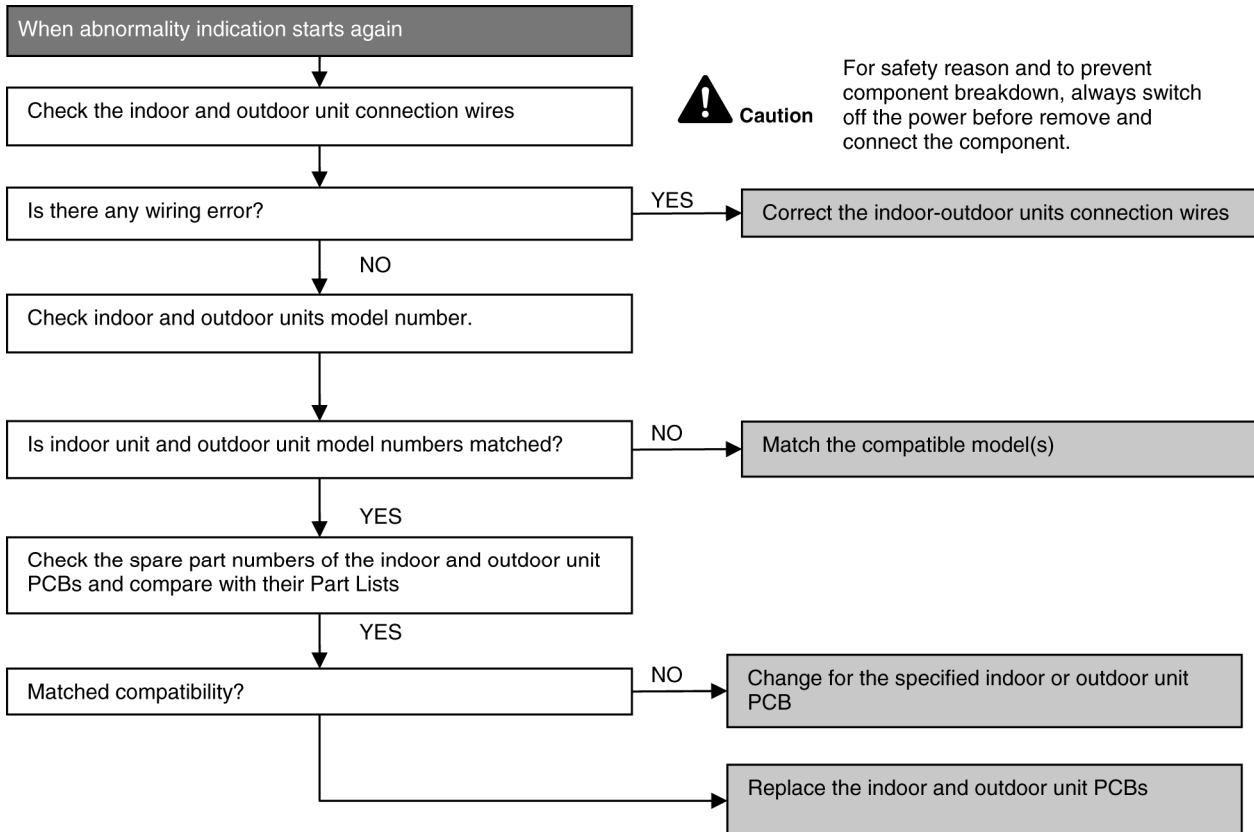 When abnormality indication starts again
Check the indoor and outdoor unit connection wires
Caution
For safety reason and to prevent
component breakdown, always switch
off the power before remove and
connect the component.
Is there any wiring error?
YES
Correct the indoor-outdoor units connection wires
NO
Check indoor and outdoor units model number.
Is indoor unit and outdoor unit model numbers matched?
NO
Match the compatible model(s)
YES
Check the spare part numbers of the indoor and outdoor unit
PCBs and compare with their Part Lists
YES
Matched compatibility?
NO
Change for the specified indoor or outdoor unit
PCB
Replace the indoor and outdoor unit PCBs